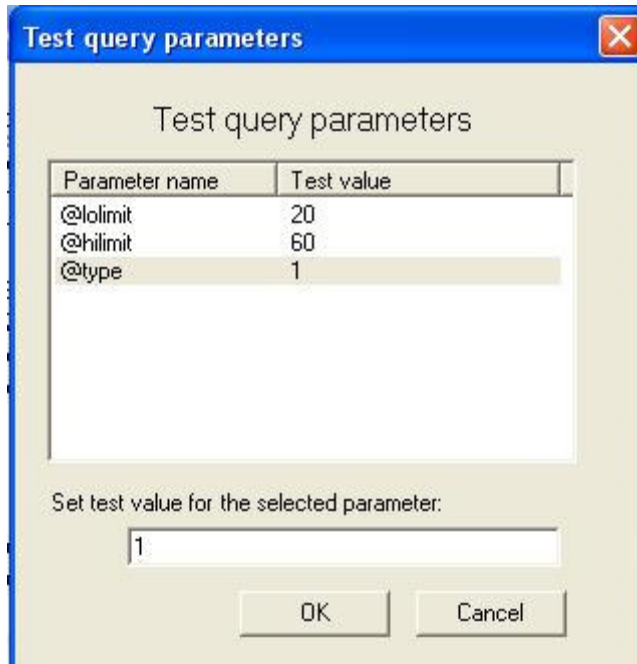 Test query parameters
Test query parameters
Parameter name Test value
@lolimit 20
@hilimit 60
@type 1
Set test value for the selected parameter:
1
OK Cancel